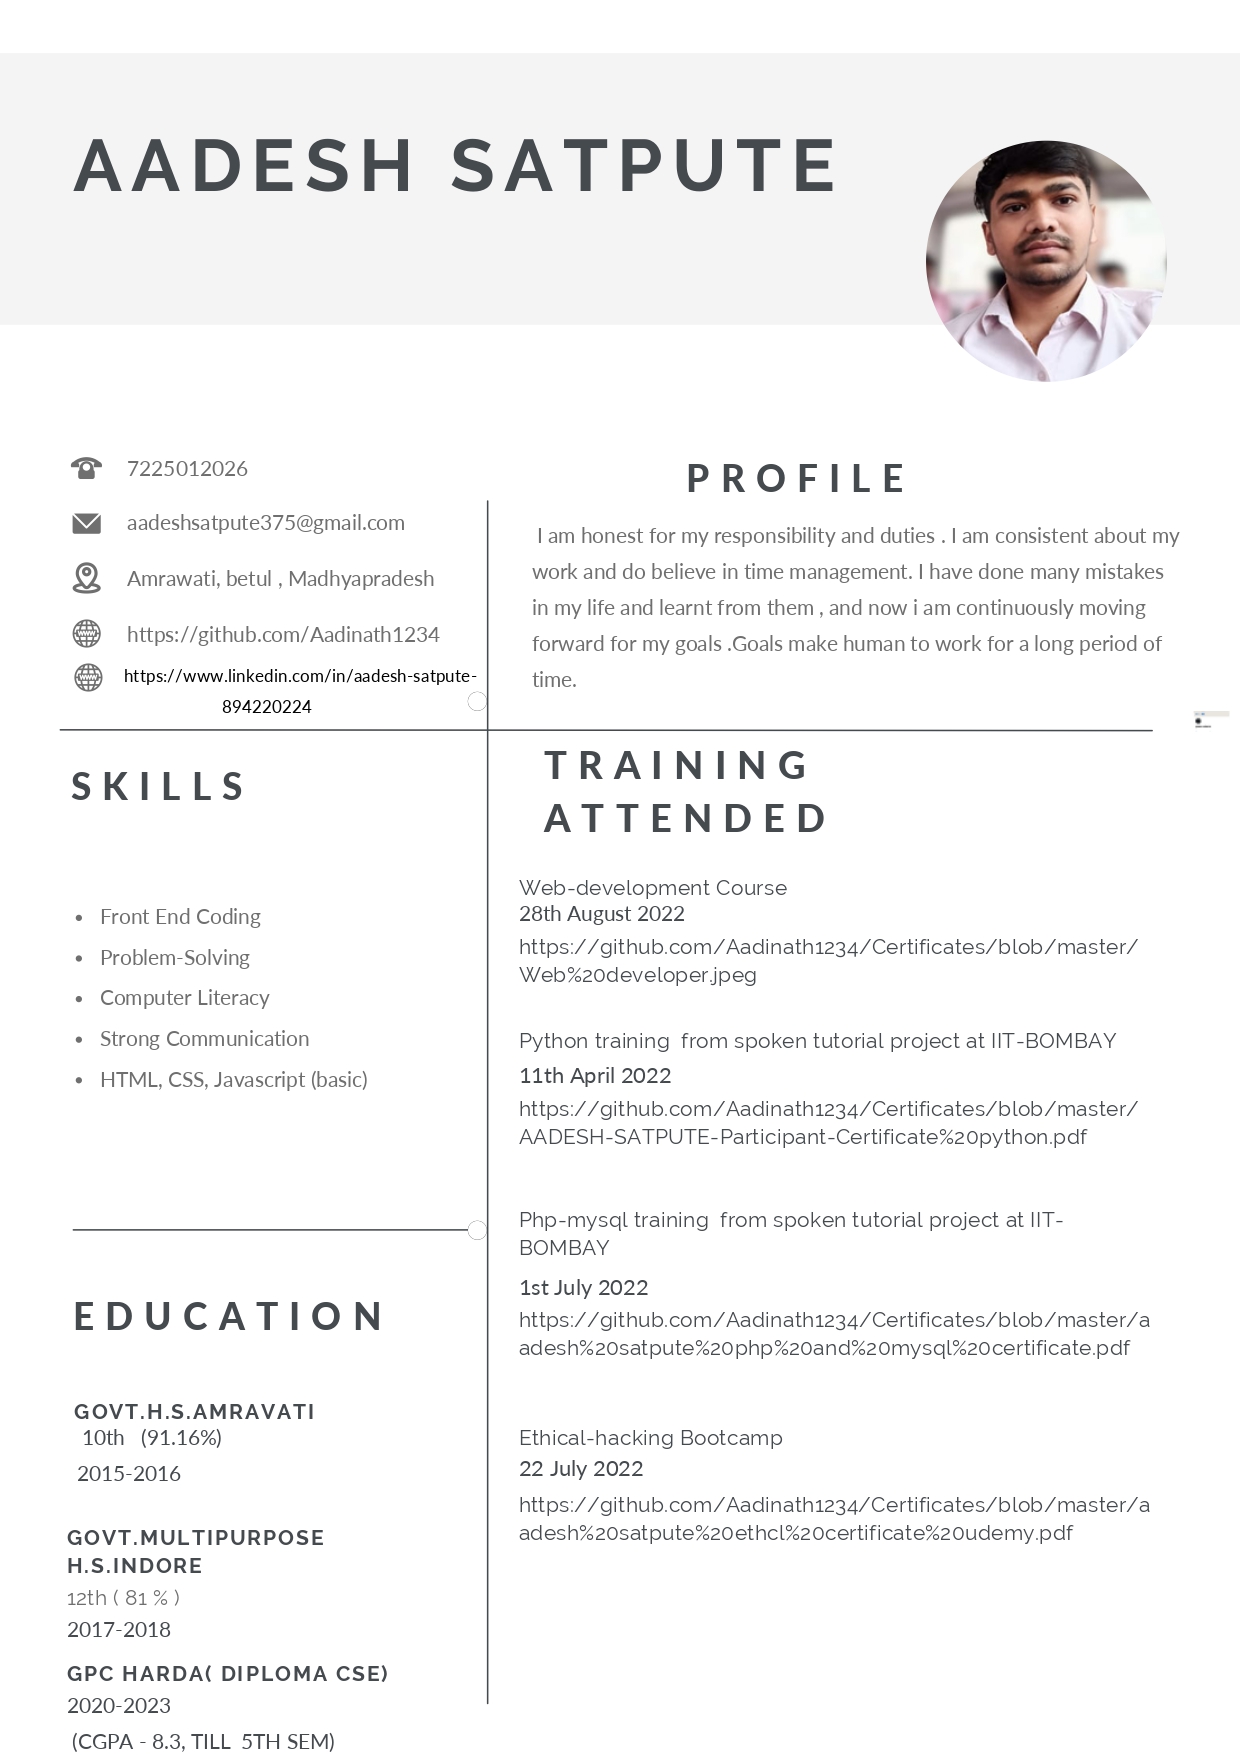 AADESH SATPUTE
7225012026
aadeshsatpute375@gmail.com
Amrawati, betul , Madhyapradesh
https://github.com/Aadinath1234
https://www.linkedin.com/in/aadesh-satpute-
894220224
PROFILE
I am honest for my responsibility and duties . I am consistent about my
work and do believe in time management. I have done many mistakes
in my life and learnt from them , and now i am continuously moving
forward for my goals .Goals make human to work for a long period of
time.
SKILLS
Front End Coding
Problem-Solving
Computer Literacy
Strong Communication
HTML, CSS, Javascript (basic)
EDUCATION
GOVT.H.S.AMRAVATI
10th (91.16%)
2015-2016
GOVT.MULTIPURPOSE
H.S.INDORE
12th ( 81 % )
2017-2018
GPC HARDA( DIPLOMA CSE)
2020-2023
(CGPA - 8.3, TILL 5TH SEM)
TRAINING
ATTENDED
Web-development Course
28th August 2022
https://github.com/Aadinath1234/Certificates/blob/master/
Web%20developer.jpeg
Python training from spoken tutorial project at IIT-BOMBAY
11th April 2022
https://github.com/Aadinath1234/Certificates/blob/master/
AADESH-SATPUTE-Participant-Certificate%20python.pdf
Php-mysql training from spoken tutorial project at IIT-
BOMBAY
1st July 2022
https://github.com/Aadinath1234/Certificates/blob/master/a
adesh%20satpute%20php%20and%20mysql%20certificate.pdf
Ethical-hacking Bootcamp
22 July 2022
https://github.com/Aadinath1234/Certificates/blob/master/a
adesh%20satpute%20ethcl%20certificate%20udemy.pdf